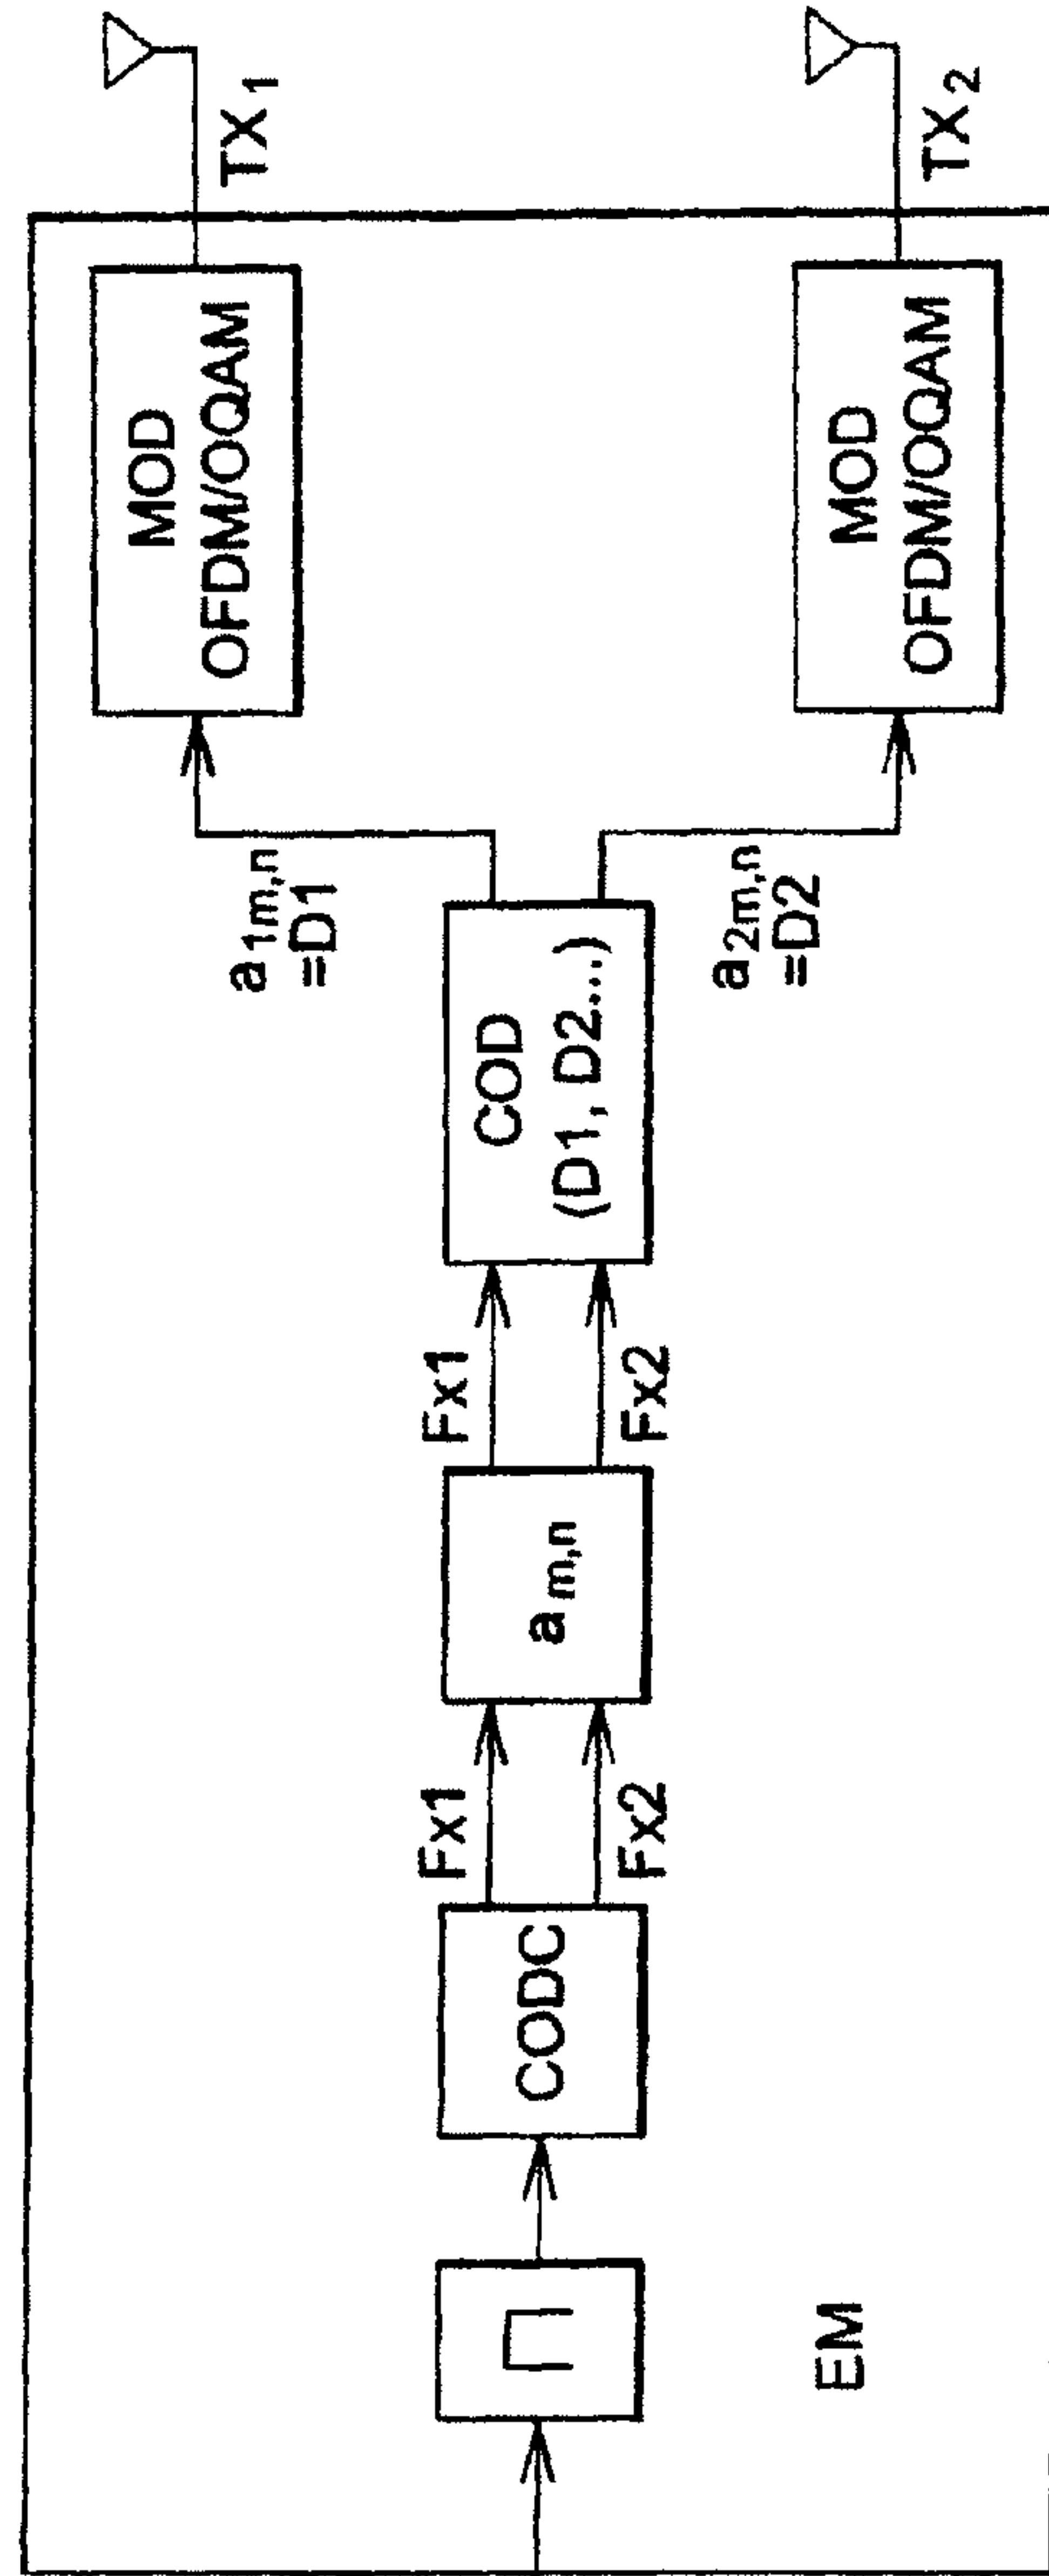 Π
CODC
Fx1
Fx2
a m,n
Fx1
Fx2
COD
(D1, D2...)
a1m,n
=D1
a2m,n
=D2
MOD
OFDM/OQAM
TX1
MOD
OFDM/OQAM
TX2
EM